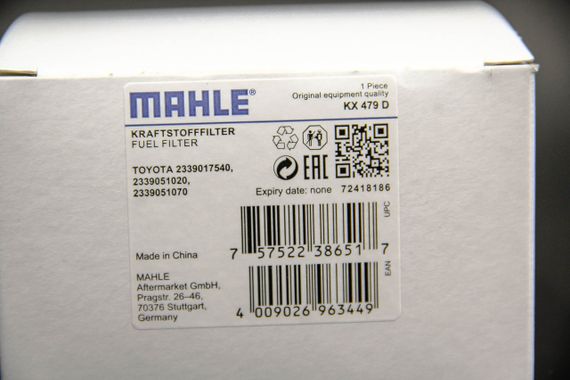 MAHLE®
1 Piece
Original equipment quality
KX 479 D
KRAFTSTOFFFILTER
FUEL FILTER
TOYOTA 2339017540,
2339051020,
2339051070
EAC
Expiry date: none 72418186
UPC
7 57522 38651 7
Made in China
EAN
MAHLE
Aftermarket GmbH,
Pragstr. 26–46,
70376 Stuttgart,
Germany
4 009026 963449